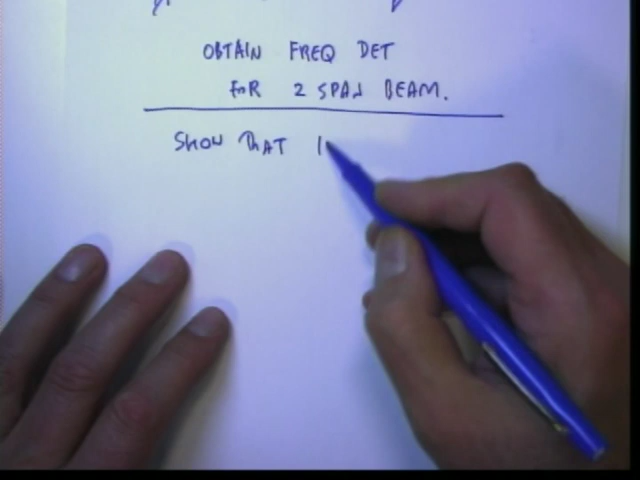 OBTAIN FREQ DET
FOR 2 SPAN BEAM.
SHOW THAT